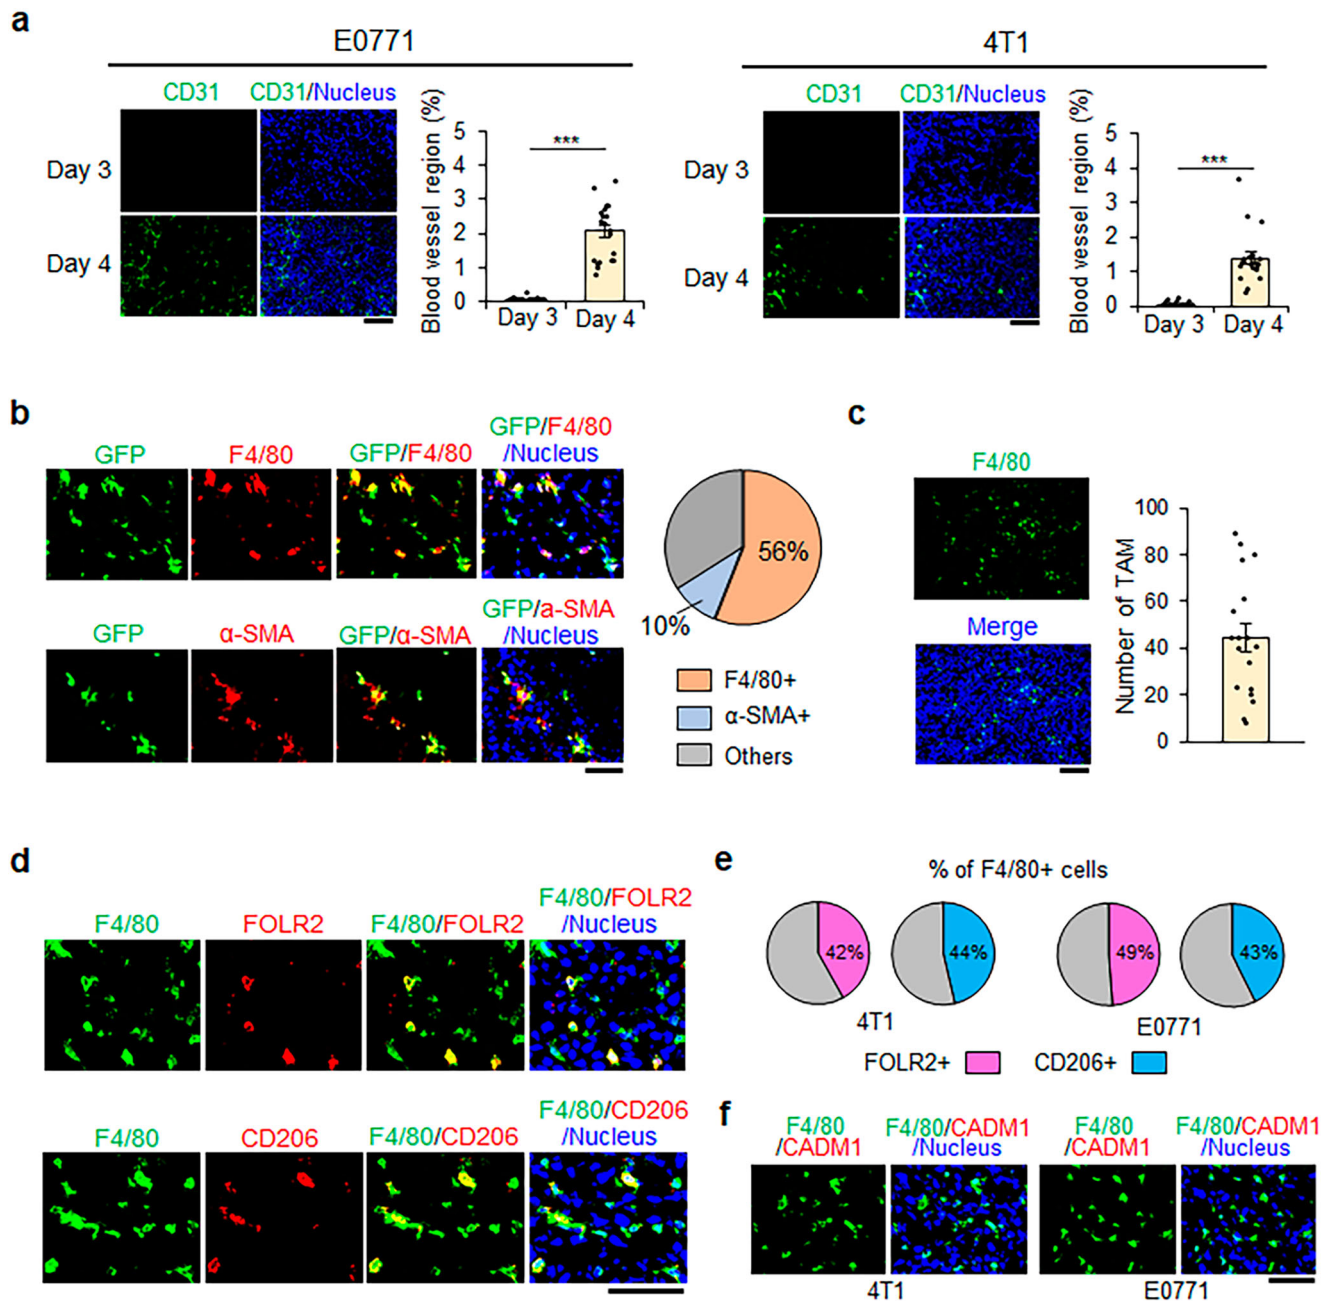 a
E0771
CD31 CD31/Nucleus
Day 3
Day 4
Blood vessel region (%)
5
4
3
2
1
0
***
Day 3 Day 4
4T1
CD31 CD31/Nucleus
Day 3
Day 4
Blood vessel region (%)
5
4
3
2
1
0
***
Day 3 Day 4
b
GFP F4/80 GFP/F4/80 GFP/F4/80
/Nucleus
GFP α-SMA GFP/α-SMA GFP/a-SMA
/Nucleus
56%
10%
F4/80+
α-SMA+
Others
c
F4/80
Merge
Number of TAM
100
80
60
40
20
0
d
F4/80 FOLR2 F4/80/FOLR2 F4/80/FOLR2
/Nucleus
F4/80 CD206 F4/80/CD206 F4/80/CD206
/Nucleus
e
% of F4/80+ cells
42% 44% 49% 43%
4T1 E0771
FOLR2+ CD206+
f
F4/80
/CADM1
F4/80/CADM1
/Nucleus
F4/80
/CADM1
F4/80/CADM1
/Nucleus
4T1 E0771